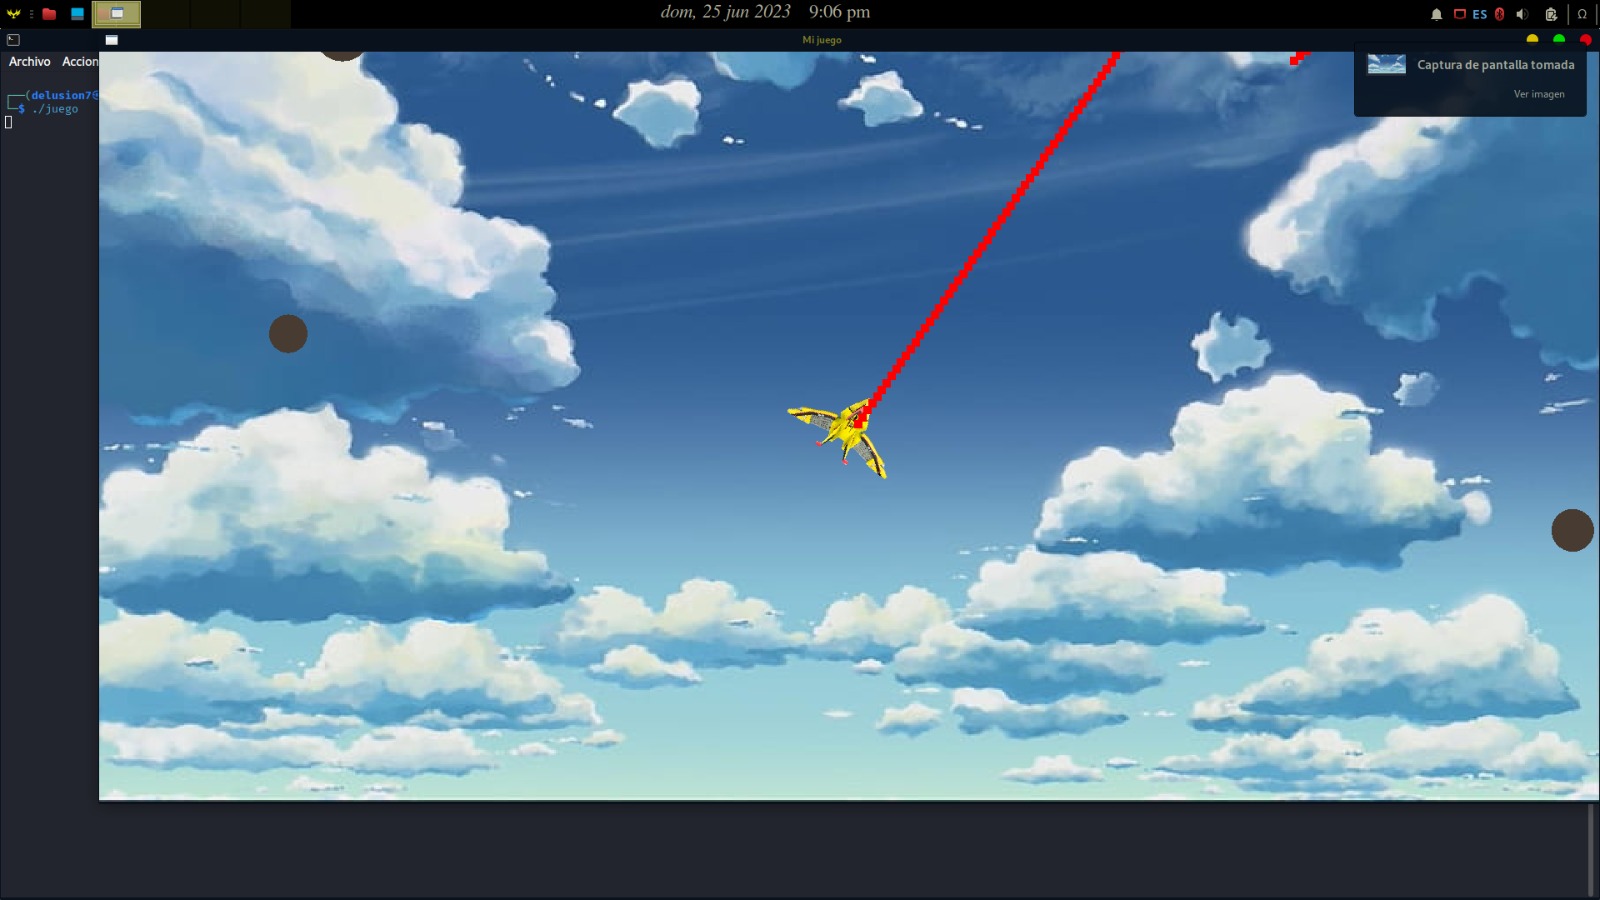 dom, 25 jun 2023 9:06 pm
ES
Mi juego
Archivo Accion
(delusion7
$ ./juego
Captura de pantalla tomada
Ver imagen